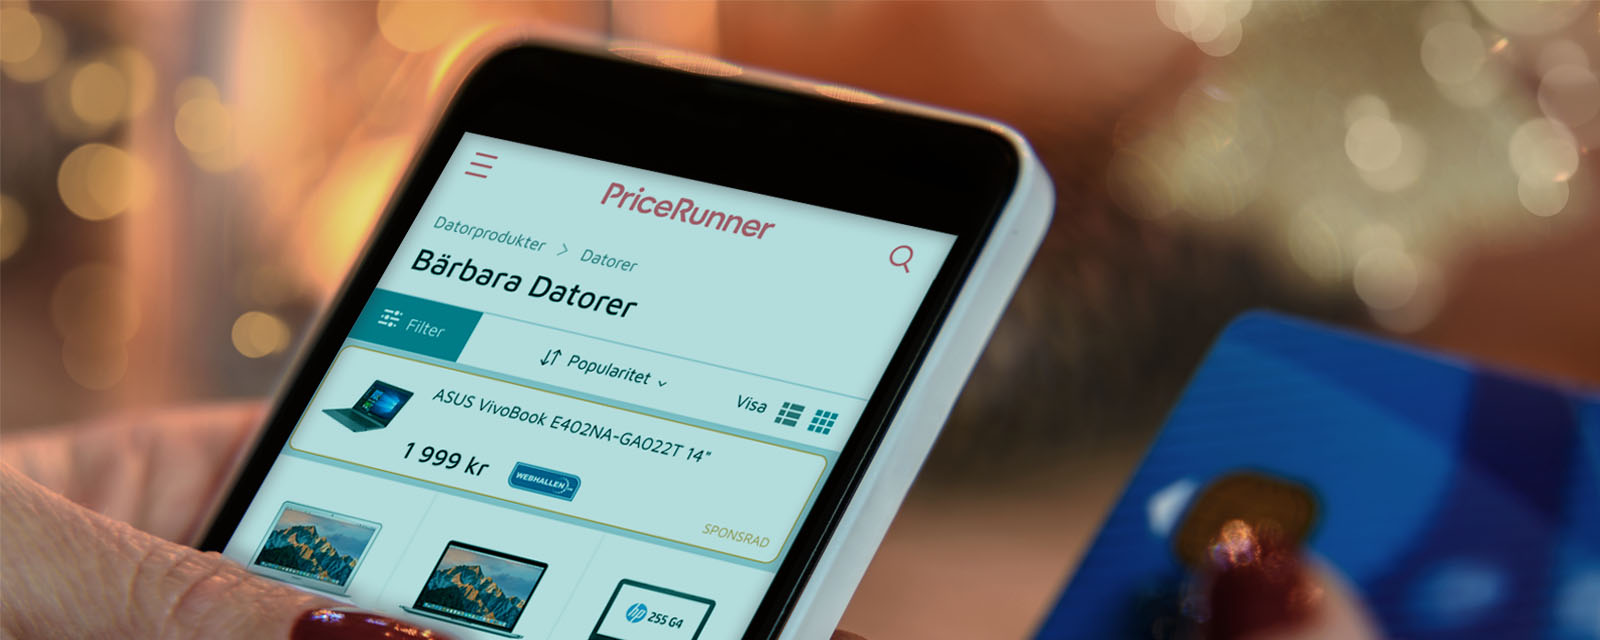 PriceRunner
Datorprodukter > Datorer
Bärbara Datorer
Filter
Popularitet
Visa
ASUS VivoBook E402NA-GA022T 14"
1 999 kr
WEBHALLEN
SPONSRAD
hp 255 G4